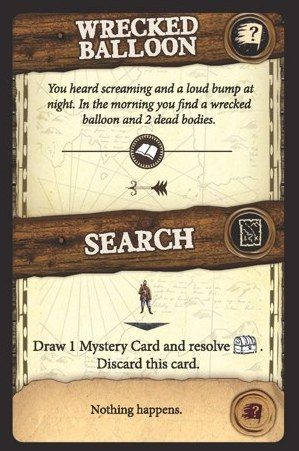 WRECKED
BALLOON
?
You heard screaming and a loud bump at
night. In the morning you find a wrecked
balloon and 2 dead bodies.
SEARCH
Draw 1 Mystery Card and resolve .
Discard this card.
Nothing happens.
?